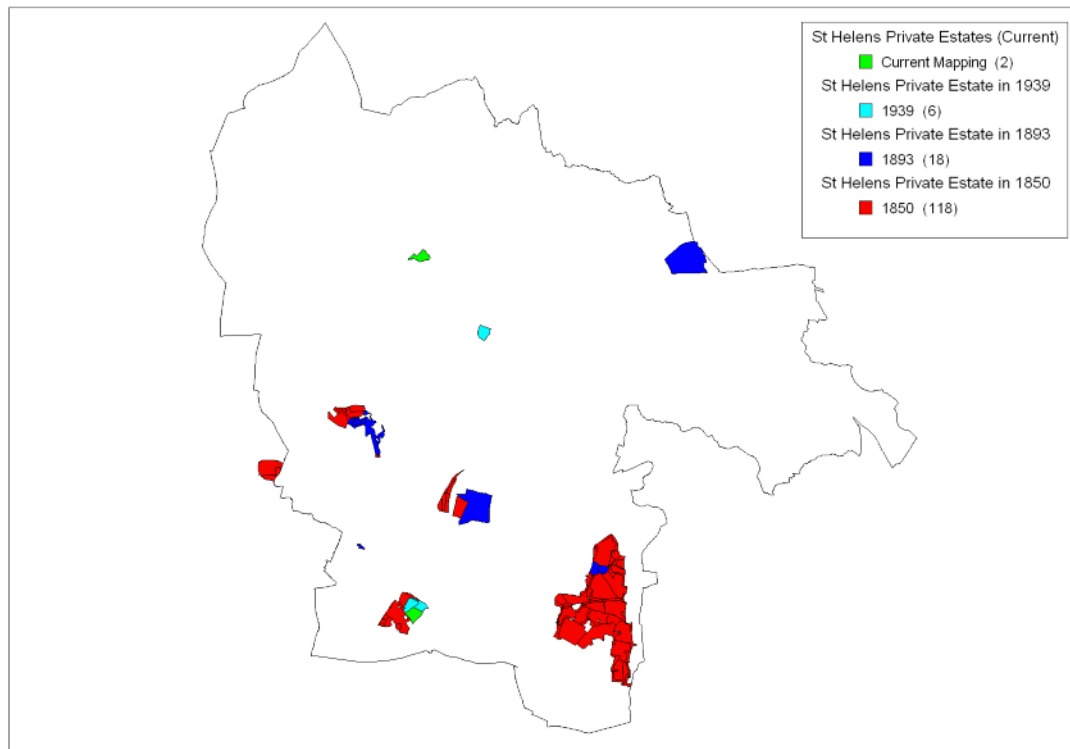 St Helens Private Estates (Current)
Current Mapping (2)
St Helens Private Estate in 1939
1939 (6)
St Helens Private Estate in 1893
1893 (18)
St Helens Private Estate in 1850
1850 (118)